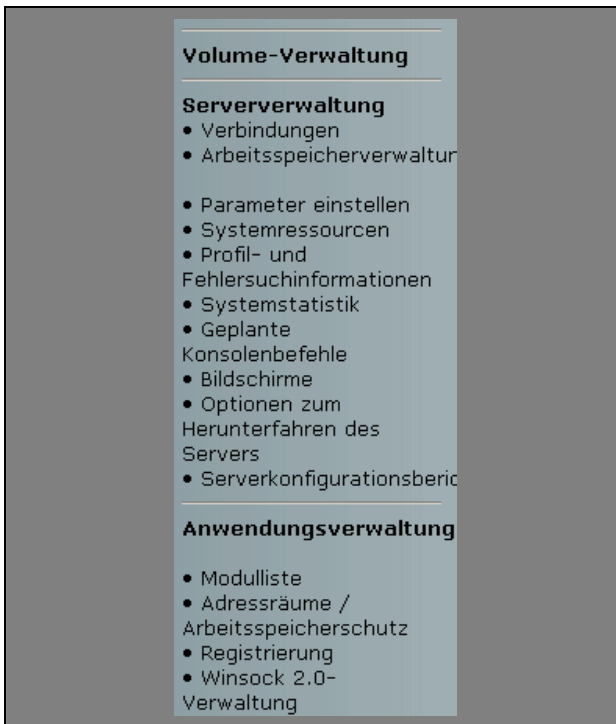 Volume-Verwaltung
Serververwaltung
• Verbindungen
• Arbeitsspeicherverwaltun
• Parameter einstellen
• Systemressourcen
• Profil- und
Fehlersuchinformationen
• Systemstatistik
• Geplante
Konsolenbefehle
• Bildschirme
• Optionen zum
Herunterfahren des
Servers
• Serverkonfigurationsberic
Anwendungsverwaltung
• Modulliste
• Adressräume /
Arbeitsspeicherschutz
• Registrierung
• Winsock 2.0-
Verwaltung